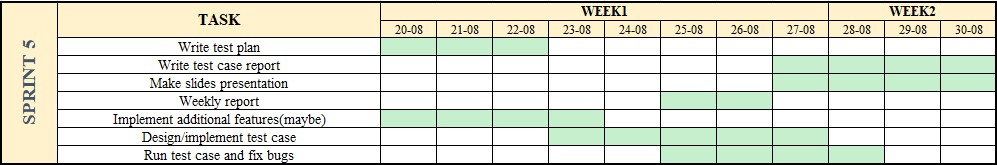 SPRINT 5
TASK WEEK1 WEEK2
20-08 21-08 22-08 23-08 24-08 25-08 26-08 27-08 28-08 29-08 30-08
Write test plan
Write test case report
Make slides presentation
Weekly report
Implement additional features(maybe)
Design/implement test case
Run test case and fix bugs